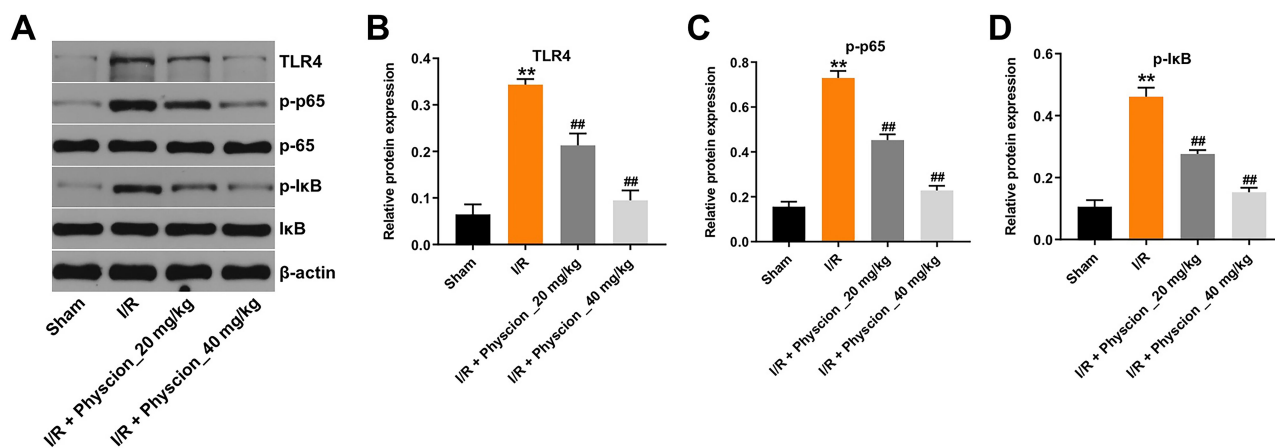 A
TLR4
p-p65
p-65
p-IκB
IκB
β-actin
Sham
I/R
I/R + Physcion_20 mg/kg
I/R + Physcion_40 mg/kg
B
TLR4
Relative protein expression
0.4
0.3
0.2
0.1
0.0
**
##
##
Sham
I/R
I/R + Physcion_20 mg/kg
I/R + Physcion_40 mg/kg
C
p-p65
Relative protein expression
0.8
0.6
0.4
0.2
0.0
**
##
##
Sham
I/R
I/R + Physcion_20 mg/kg
I/R + Physcion_40 mg/kg
D
p-IκB
Relative protein expression
0.6
0.4
0.2
0.0
**
##
##
Sham
I/R
I/R + Physcion_20 mg/kg
I/R + Physcion_40 mg/kg